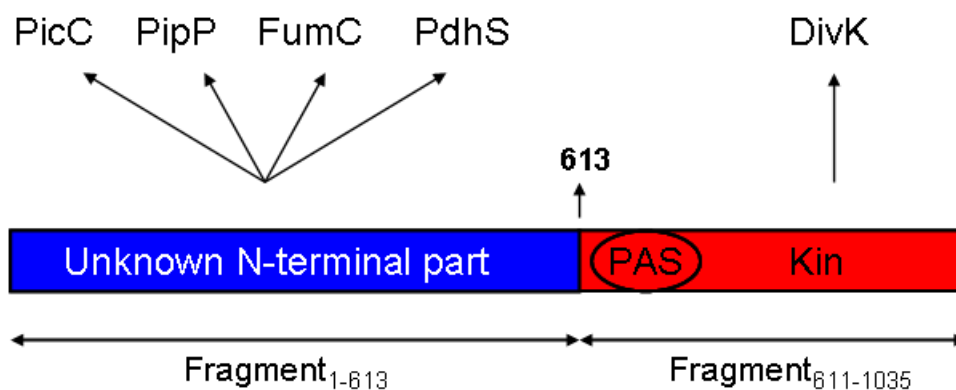 PicC PipP FumC PdhS DivK
613
Unknown N-terminal part PAS Kin
Fragment1-613 Fragment611-1035